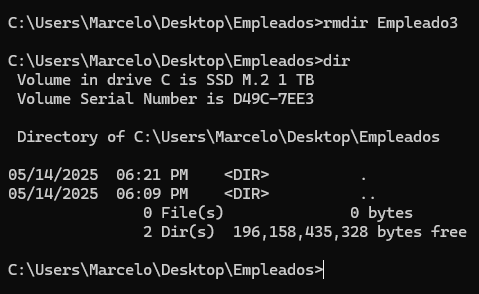 C:\Users\Marcelo\Desktop\Empleados>rmdir Empleado3
C:\Users\Marcelo\Desktop\Empleados>dir
 Volume in drive C is SSD M.2 1 TB
 Volume Serial Number is D49C-7EE3
 Directory of C:\Users\Marcelo\Desktop\Empleados
05/14/2025  06:21 PM    <DIR>          .
05/14/2025  06:09 PM    <DIR>          ..
               0 File(s)              0 bytes
               2 Dir(s)  196,158,435,328 bytes free
C:\Users\Marcelo\Desktop\Empleados>